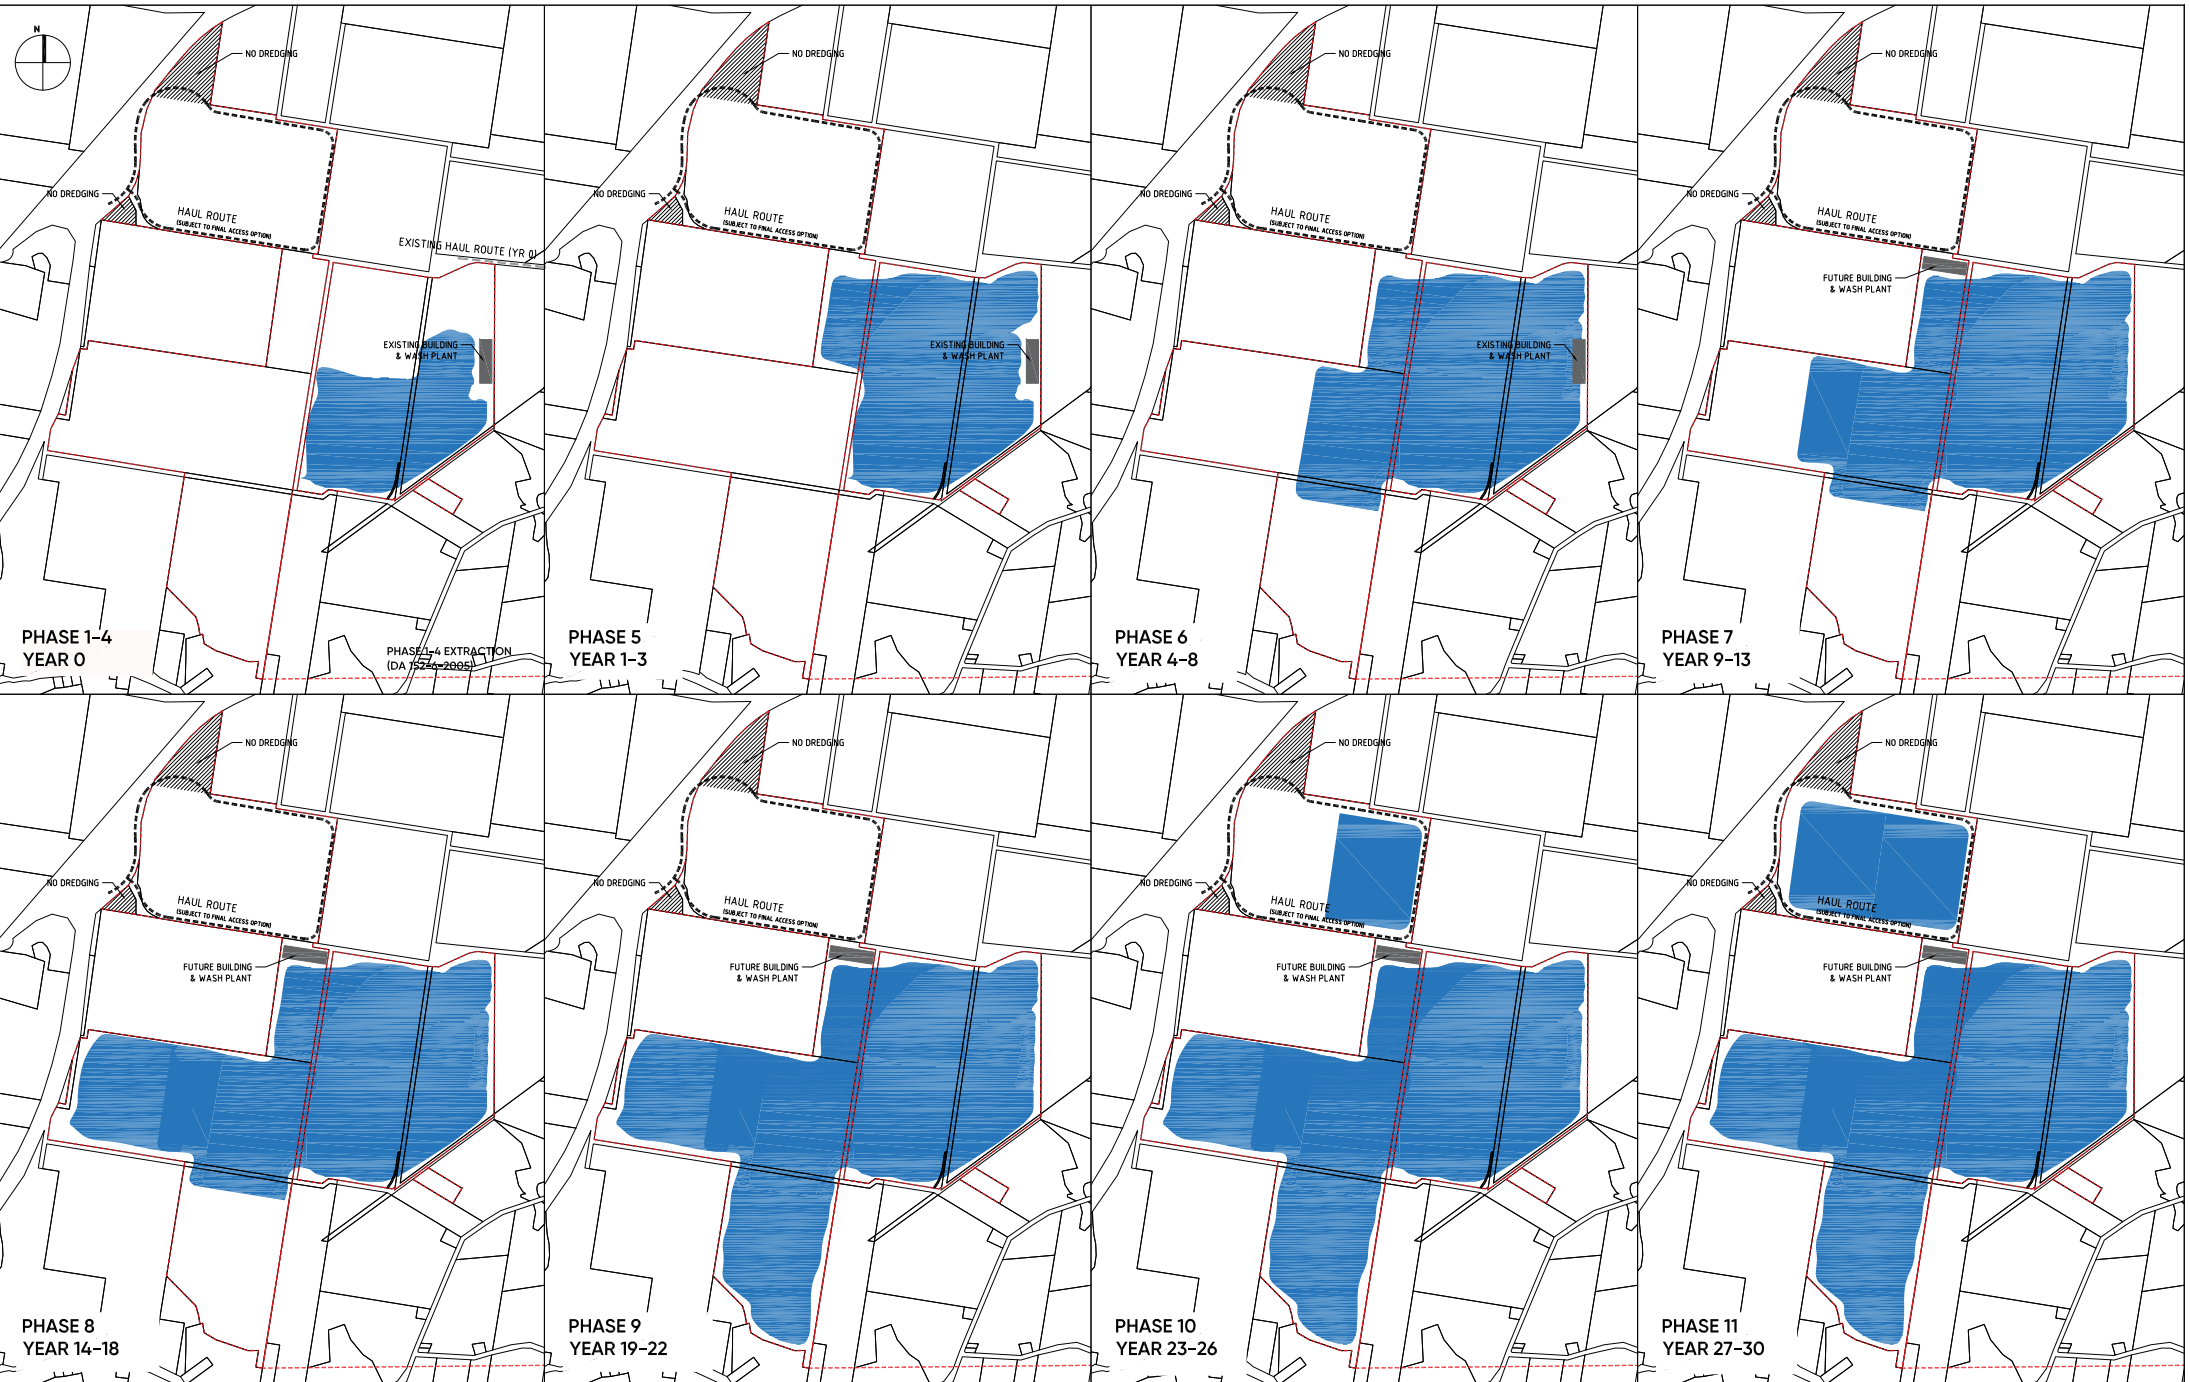 N
NO DREDGING
NO DREDGING
HAUL ROUTE
(SUBJECT TO FINAL ACCESS OPTION)
EXISTING HAUL ROUTE (YR 0)
EXISTING BUILDING
& WASH PLANT
PHASE 1-4 EXTRACTION
(DA 152-6-2005)
PHASE 1–4
YEAR 0
NO DREDGING
NO DREDGING
HAUL ROUTE
(SUBJECT TO FINAL ACCESS OPTION)
EXISTING BUILDING
& WASH PLANT
PHASE 5
YEAR 1–3
NO DREDGING
NO DREDGING
HAUL ROUTE
(SUBJECT TO FINAL ACCESS OPTION)
EXISTING BUILDING
& WASH PLANT
PHASE 6
YEAR 4–8
NO DREDGING
NO DREDGING
HAUL ROUTE
(SUBJECT TO FINAL ACCESS OPTION)
FUTURE BUILDING
& WASH PLANT
PHASE 7
YEAR 9–13
NO DREDGING
NO DREDGING
HAUL ROUTE
(SUBJECT TO FINAL ACCESS OPTION)
FUTURE BUILDING
& WASH PLANT
PHASE 8
YEAR 14–18
NO DREDGING
NO DREDGING
HAUL ROUTE
(SUBJECT TO FINAL ACCESS OPTION)
FUTURE BUILDING
& WASH PLANT
PHASE 9
YEAR 19–22
NO DREDGING
NO DREDGING
HAUL ROUTE
(SUBJECT TO FINAL ACCESS OPTION)
FUTURE BUILDING
& WASH PLANT
PHASE 10
YEAR 23–26
NO DREDGING
NO DREDGING
HAUL ROUTE
(SUBJECT TO FINAL ACCESS OPTION)
FUTURE BUILDING
& WASH PLANT
PHASE 11
YEAR 27–30